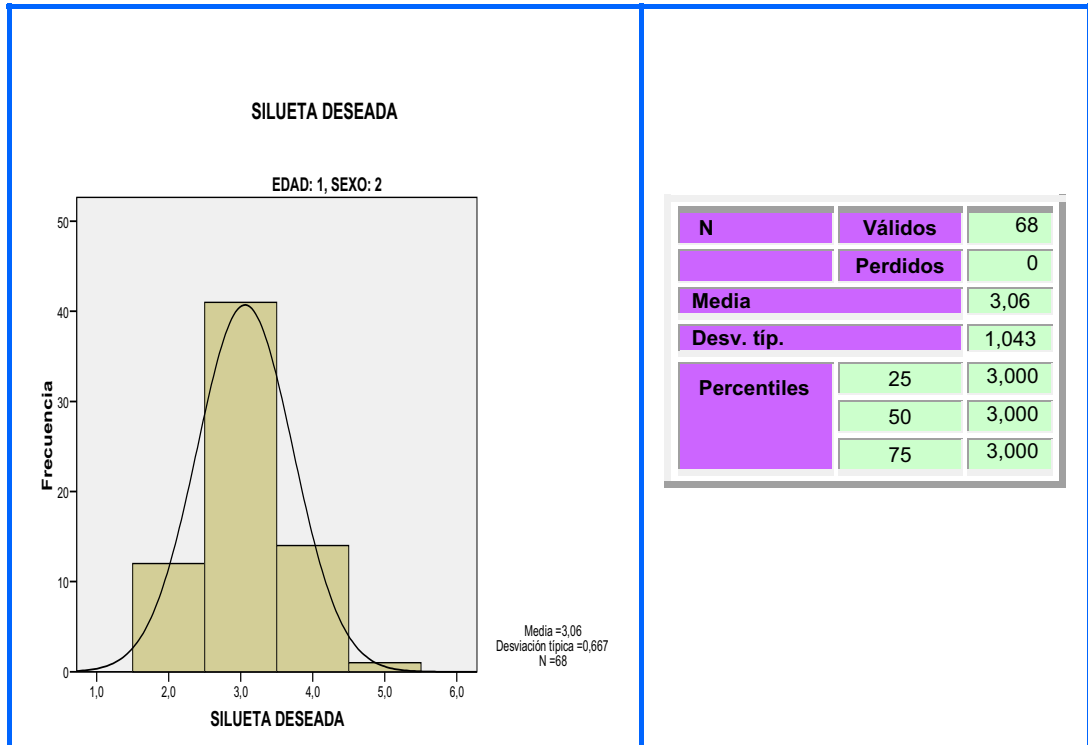 SILUETA DESEADA
EDAD: 1, SEXO: 2
50
40
30
20
10
0
Frecuencia
1,0 2,0 3,0 4,0 5,0 6,0
SILUETA DESEADA
Media =3,06
Desviación típica =0,667
N =68
N Válidos 68
Perdidos 0
Media 3,06
Desv. típ. 1,043
Percentiles 25 3,000
50 3,000
75 3,000